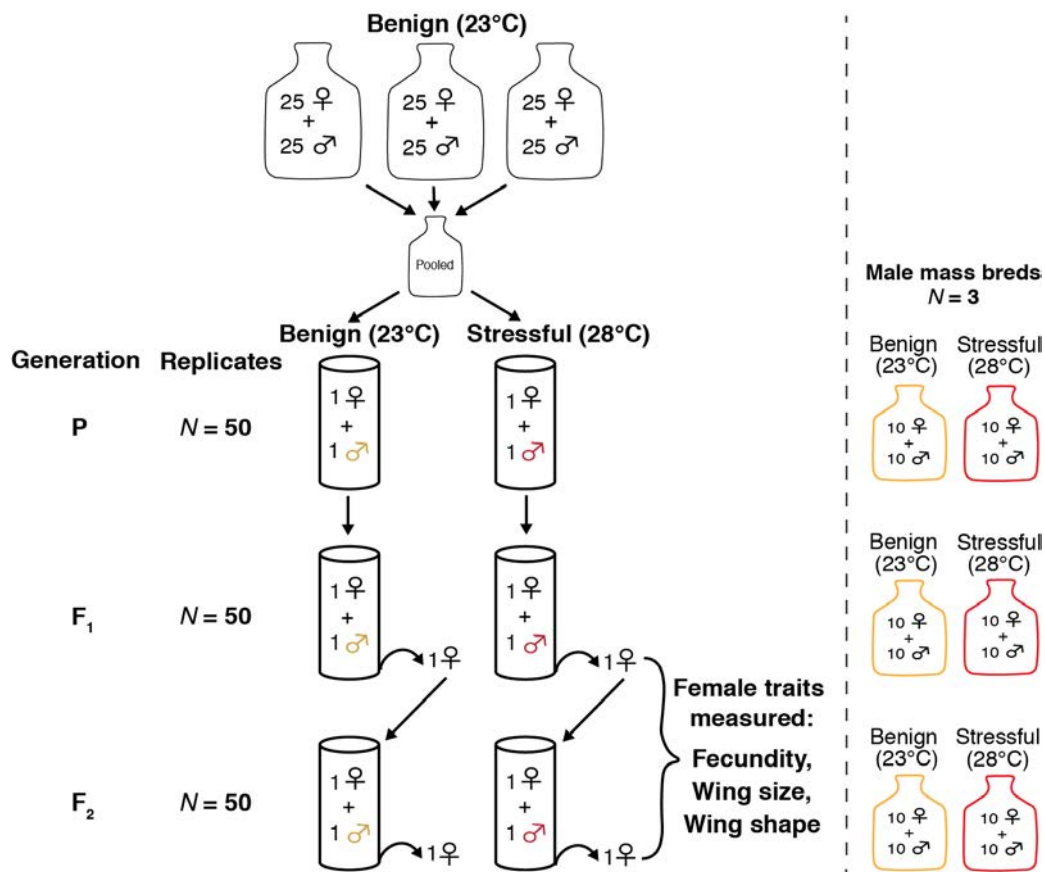 Benign (23°C)
25 ♀ 25 ♀ 25 ♀
+ + +
25 ♂ 25 ♂ 25 ♂
Pooled
Benign (23°C) Stressful (28°C)
Generation Replicates
P N = 50
1 ♀ 1 ♀
+ +
1 ♂ 1 ♂
F1 N = 50
1 ♀ 1 ♀
+ +
1 ♂ 1 ♂
1 ♀ 1 ♀
F2 N = 50
1 ♀ 1 ♀
+ +
1 ♂ 1 ♂
1 ♀ 1 ♀
Female traits
measured:
Fecundity,
Wing size,
Wing shape
Male mass breds
N = 3
Benign Stressful
(23°C) (28°C)
10 ♀ 10 ♀
+ +
10 ♂ 10 ♂
Benign Stressful
(23°C) (28°C)
10 ♀ 10 ♀
+ +
10 ♂ 10 ♂
Benign Stressful
(23°C) (28°C)
10 ♀ 10 ♀
+ +
10 ♂ 10 ♂